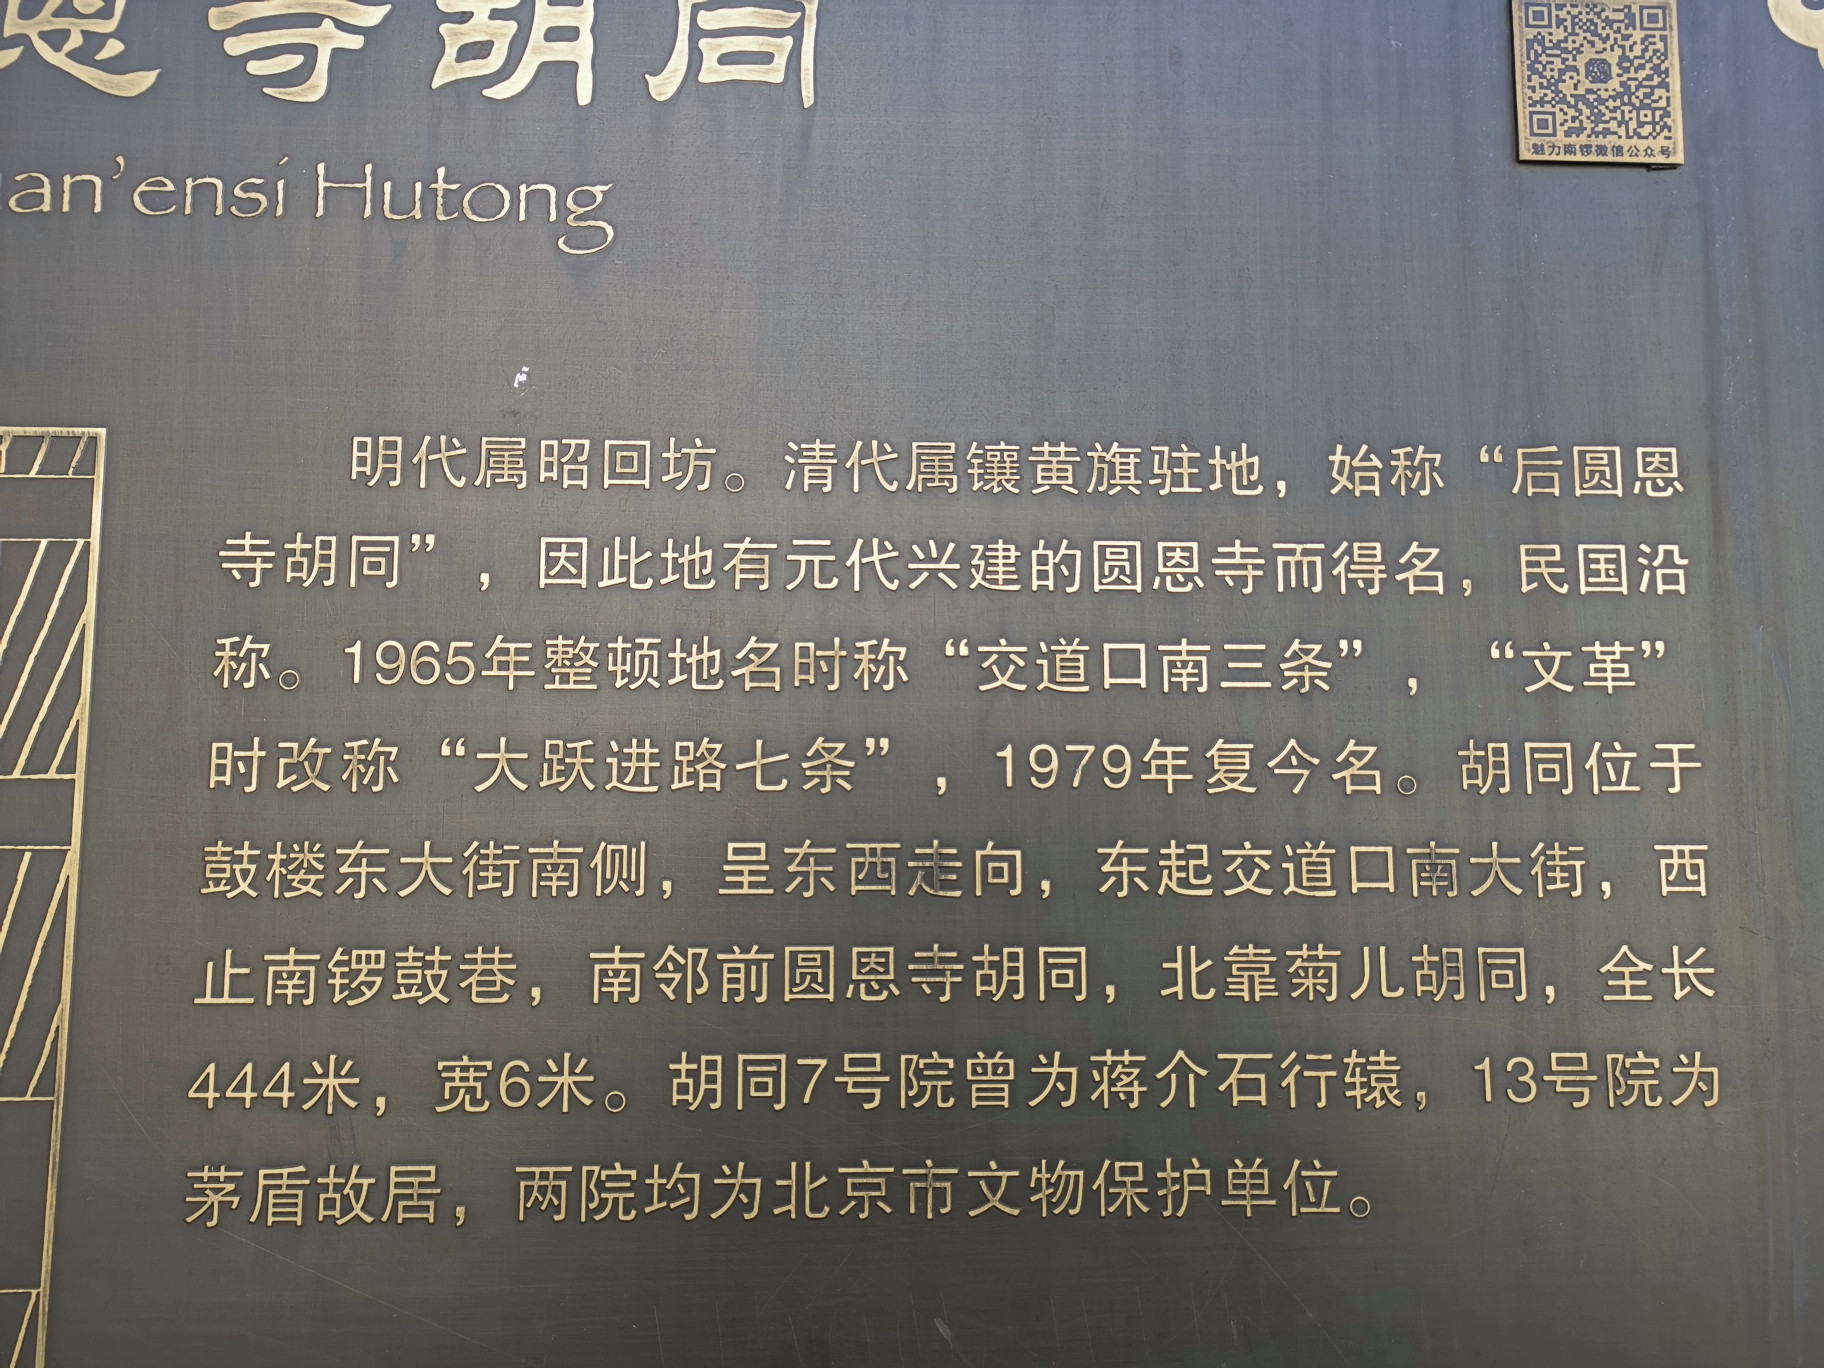 恩寺胡同
an’ensi Hutong
魅力南锣微信公众号
明代属昭回坊。清代属镶黄旗驻地，始称“后圆恩
寺胡同”，因此地有元代兴建的圆恩寺而得名，民国沿
称。1965年整顿地名时称“交道口南三条”，“文革”
时改称“大跃进路七条”，1979年复今名。胡同位于
鼓楼东大街南侧，呈东西走向，东起交道口南大街，西
止南锣鼓巷，南邻前圆恩寺胡同，北靠菊儿胡同，全长
444米，宽6米。胡同7号院曾为蒋介石行辕，13号院为
茅盾故居，两院均为北京市文物保护单位。